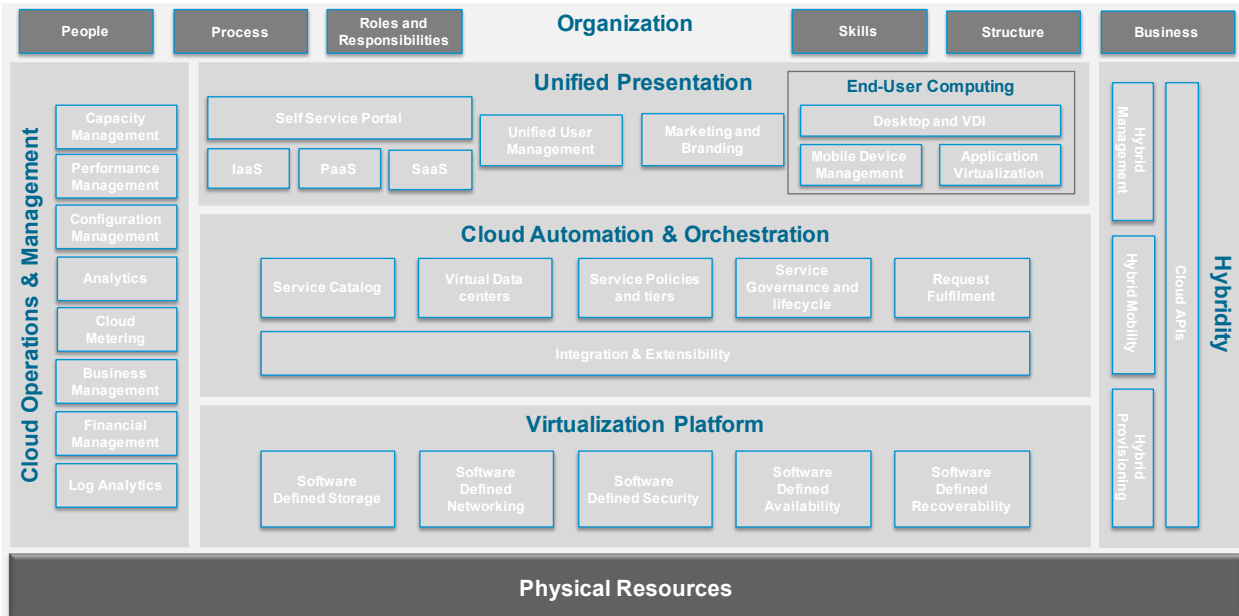 People
Process
Roles and
Responsibilities
Organization
Skills
Structure
Business
Cloud Operations & Management
Capacity
Management
Performance
Management
Configuration
Management
Analytics
Cloud
Metering
Business
Management
Financial
Management
Log Analytics
Unified Presentation
Self Service Portal
IaaS
PaaS
SaaS
Unified User
Management
Marketing and
Branding
End-User Computing
Desktop and VDI
Mobile Device
Management
Application
Virtualization
Cloud Automation & Orchestration
Service Catalog
Virtual Data
centers
Service Policies
and tiers
Service
Governance and
lifecycle
Request
Fulfilment
Integration & Extensibility
Virtualization Platform
Software
Defined Storage
Software
Defined
Networking
Software
Defined Security
Software
Defined
Availability
Software
Defined
Recoverability
Hybrid
Management
Hybrid Mobility
Hybrid
Provisioning
Cloud APIs
Hybridity
Physical Resources